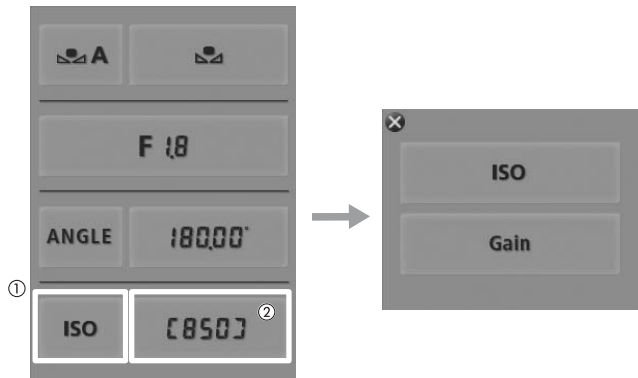 A
F 1.8
ANGLE 180.00°
①
ISO [850] ②
ISO
Gain